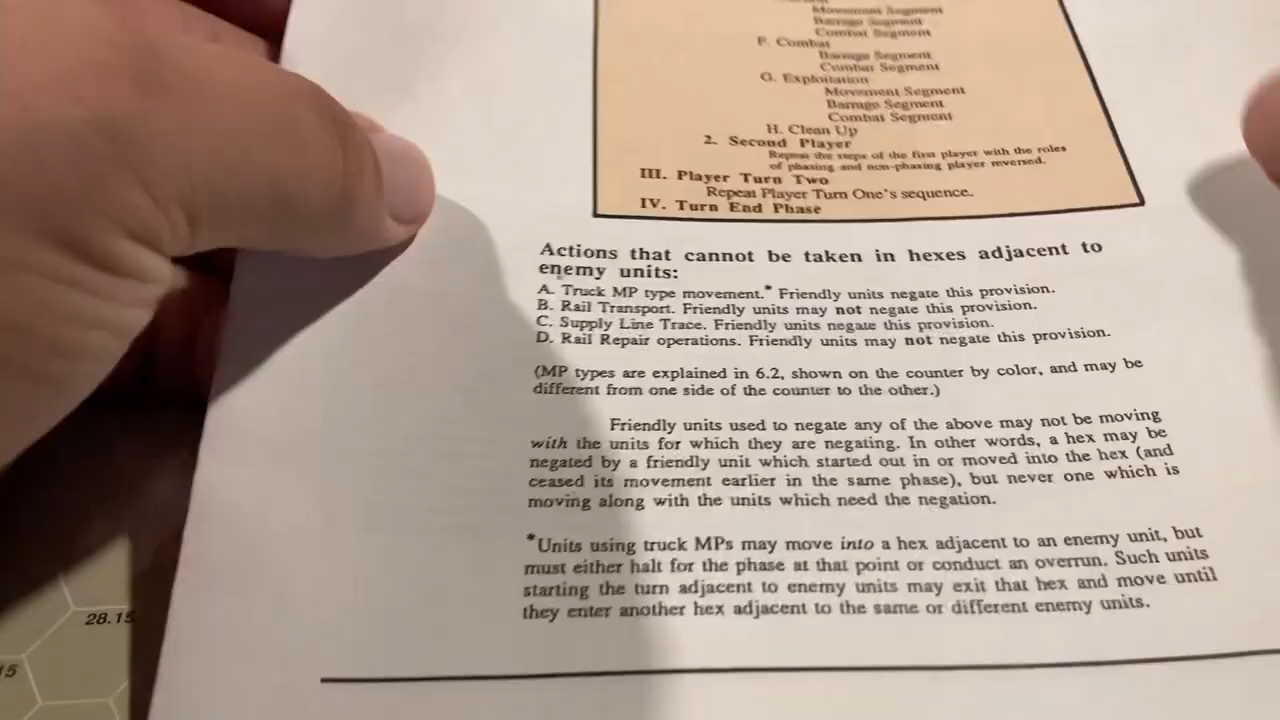 Movement Segment
Barrage Segment
Combat Segment
F. Combat
Barrage Segment
Combat Segment
G. Exploitation
Movement Segment
Barrage Segment
Combat Segment
H. Clean Up
2. Second Player
Repeat the steps of the first player with the roles
of phasing and non-phasing player reversed.
III. Player Turn Two
Repeat Player Turn One's sequence.
IV. Turn End Phase
Actions that cannot be taken in hexes adjacent to
enemy units:
A. Truck MP type movement.* Friendly units negate this provision.
B. Rail Transport. Friendly units may not negate this provision.
C. Supply Line Trace. Friendly units negate this provision.
D. Rail Repair operations. Friendly units may not negate this provision.
(MP types are explained in 6.2, shown on the counter by color, and may be
different from one side of the counter to the other.)
Friendly units used to negate any of the above may not be moving
with the units for which they are negating. In other words, a hex may be
negated by a friendly unit which started out in or moved into the hex (and
ceased its movement earlier in the same phase), but never one which is
moving along with the units which need the negation.
*Units using truck MPs may move into a hex adjacent to an enemy unit, but
must either halt for the phase at that point or conduct an overrun. Such units
starting the turn adjacent to enemy units may exit that hex and move until
they enter another hex adjacent to the same or different enemy units.
28.15
15